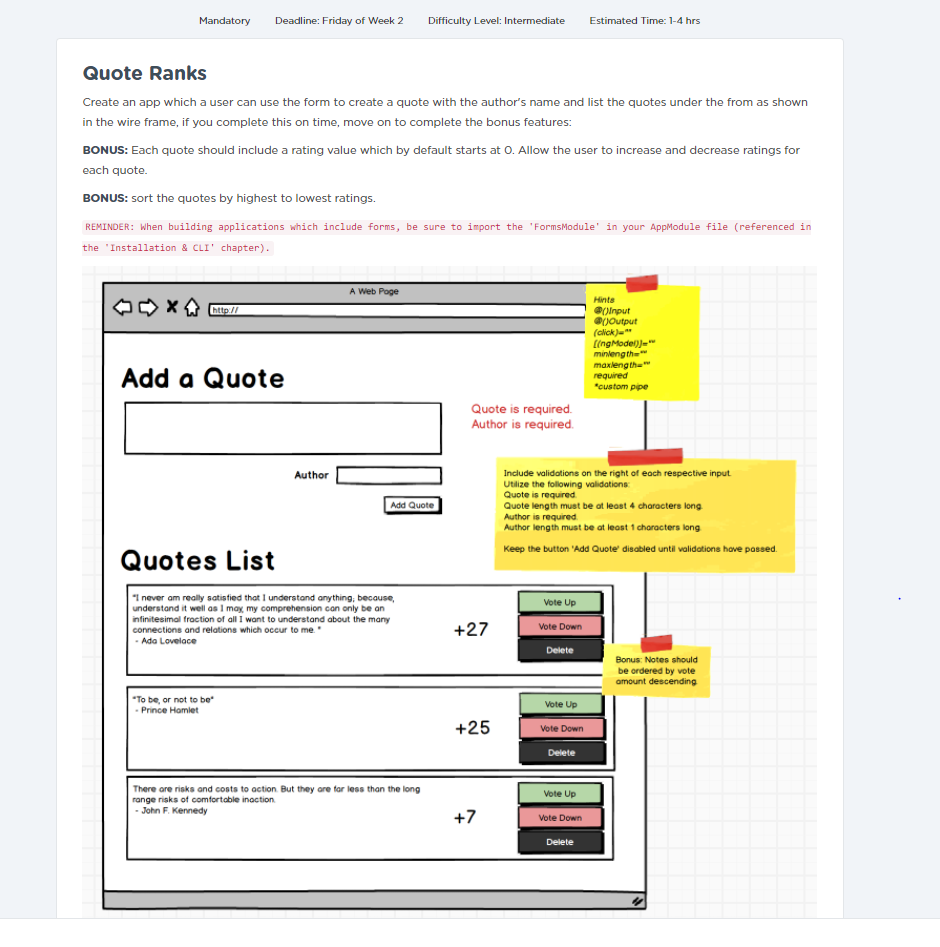 Mandatory Deadline: Friday of Week 2 Difficulty Level: Intermediate Estimated Time: 1-4 hrs
Quote Ranks
Create an app which a user can use the form to create a quote with the author's name and list the quotes under the from as shown
in the wire frame, if you complete this on time, move on to complete the bonus features:
BONUS: Each quote should include a rating value which by default starts at 0. Allow the user to increase and decrease ratings for
each quote.
BONUS: sort the quotes by highest to lowest ratings.
REMINDER: When building applications which include forms, be sure to import the 'FormsModule' in your AppModule file (referenced in
the 'Installation & CLI' chapter).
A Web Page
http://
Hints
@()Input
@()Output
(click)=""
[(ngModel)]=""
minlength=""
maxlength=""
required
*custom pipe
Add a Quote
Quote is required.
Author is required.
Author
Add Quote
Include validations on the right of each respective input.
Utilize the following validations:
Quote is required.
Quote length must be at least 4 characters long.
Author is required.
Author length must be at least 1 characters long.
Keep the button 'Add Quote' disabled until validations have passed.
Quotes List
"I never am really satisfied that I understand anything; because,
understand it well as I may, my comprehension can only be an
infinitesimal fraction of all I want to understand about the many
connections and relations which occur to me. "
- Ada Lovelace
+27
Vote Up
Vote Down
Delete
Bonus: Notes should
be ordered by vote
amount descending.
"To be, or not to be"
- Prince Hamlet
+25
Vote Up
Vote Down
Delete
There are risks and costs to action. But they are far less than the long
range risks of comfortable inaction.
- John F. Kennedy
+7
Vote Up
Vote Down
Delete